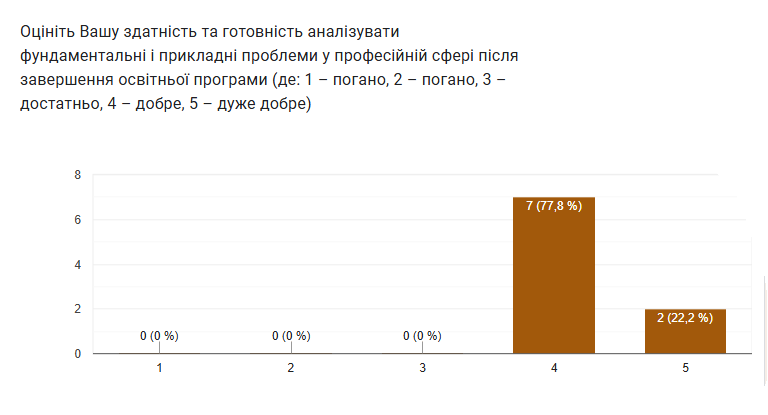 Оцініть Вашу здатність та готовність аналізувати
фундаментальні і прикладні проблеми у професійній сфері після
завершення освітньої програми (де: 1 – погано, 2 – погано, 3 –
достатньо, 4 – добре, 5 – дуже добре)
8
6
4
2
0
0 (0 %)
0 (0 %)
0 (0 %)
7 (77,8 %)
2 (22,2 %)
1
2
3
4
5